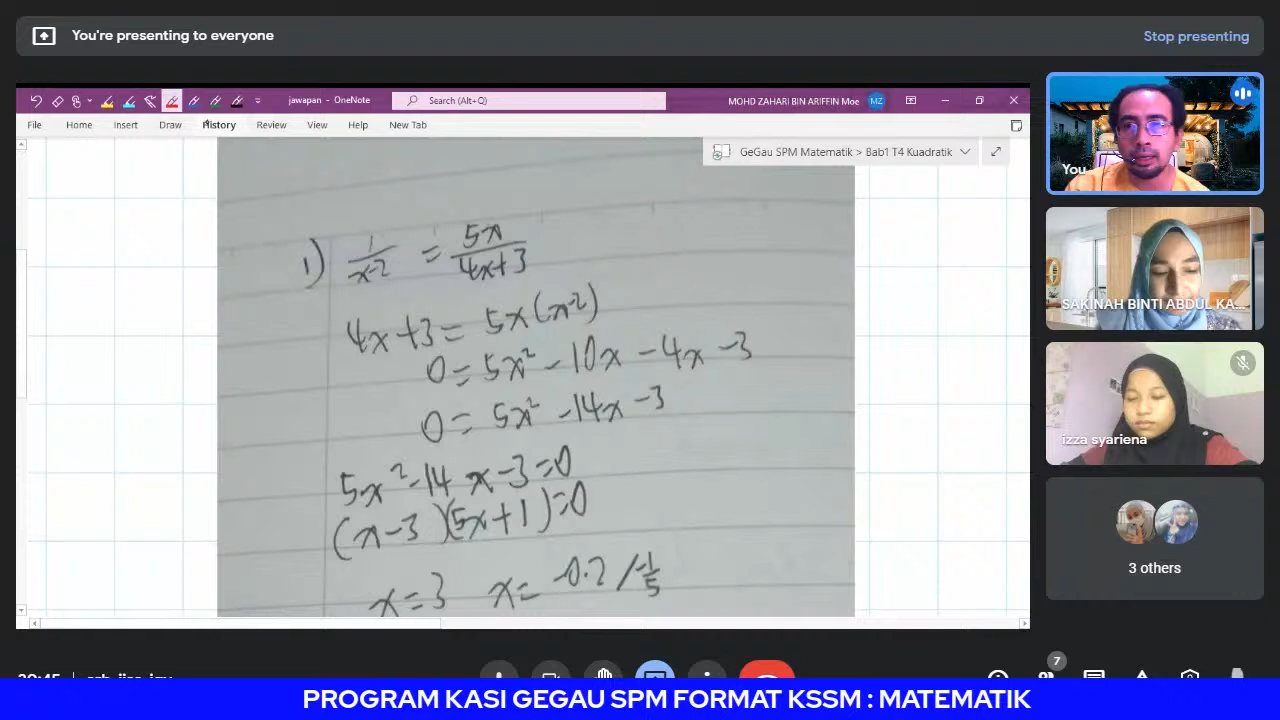 You're presenting to everyone
Stop presenting
jawapan - OneNote
Search (Alt+Q)
MOHD ZAHARI BIN ARIFFIN Moe
MZ
File Home Insert Draw History Review View Help New Tab
GeGau SPM Matematik > Bab1 T4 Kuadratik
1) 1/(x-2) = 5x/(4x+3)
4x+3 = 5x(x-2)
0 = 5x² - 10x - 4x - 3
0 = 5x² - 14x - 3
5x² - 14x - 3 = 0
(x-3)(5x+1) = 0
x = 3 x = -0.2 / -1/5
You
SAKINAH BINTI ABDUL KA...
izza syariena
3 others
7
PROGRAM KASI GEGAU SPM FORMAT KSSM : MATEMATIK